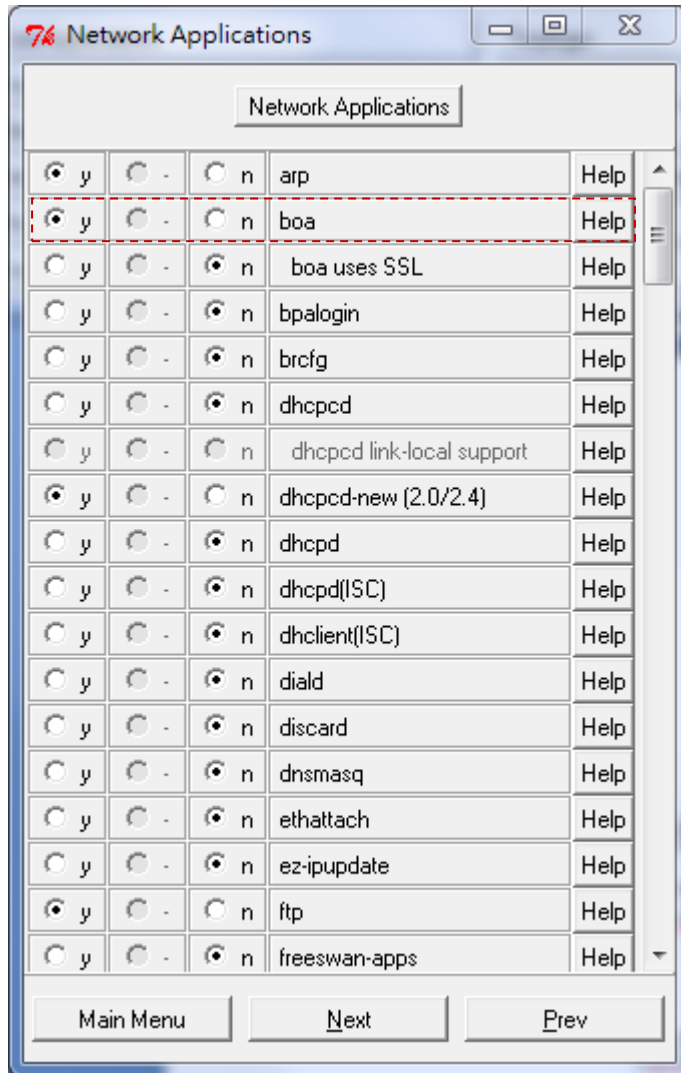 Network Applications
Network Applications
y - n arp Help
y - n boa Help
y - n boa uses SSL Help
y - n bpalogin Help
y - n brcfg Help
y - n dhcpcd Help
y - n dhcpcd link-local support Help
y - n dhcpcd-new (2.0/2.4) Help
y - n dhcpd Help
y - n dhcpd(ISC) Help
y - n dhclient(ISC) Help
y - n diald Help
y - n discard Help
y - n dnsmasq Help
y - n ethattach Help
y - n ez-ipupdate Help
y - n ftp Help
y - n freeswan-apps Help
Main Menu Next Prev